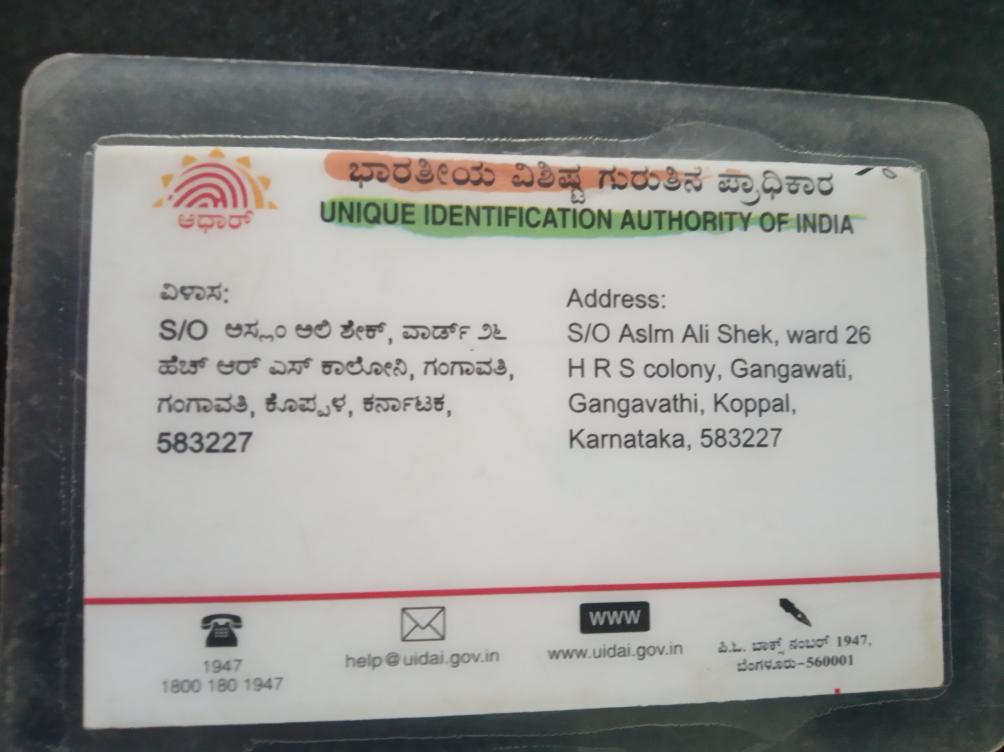 ಭಾರತೀಯ ವಿಶಿಷ್ಟ ಗುರುತಿನ ಪ್ರಾಧಿಕಾರ
UNIQUE IDENTIFICATION AUTHORITY OF INDIA
ಆಧಾರ್
ವಿಳಾಸ:
S/O ಅಸ್ಲಂ ಅಲಿ ಶೇಕ್, ವಾರ್ಡ್ ೨೬
ಹೆಚ್ ಆರ್ ಎಸ್ ಕಾಲೋನಿ, ಗಂಗಾವತಿ,
ಗಂಗಾವತಿ, ಕೊಪ್ಪಳ, ಕರ್ನಾಟಕ,
583227
Address:
S/O Aslm Ali Shek, ward 26
H R S colony, Gangawati,
Gangavathi, Koppal,
Karnataka, 583227
1947
1800 180 1947
help@uidai.gov.in
WWW
www.uidai.gov.in
ಪಿ.ಓ. ಬಾಕ್ಸ್ ನಂಬರ್ 1947,
ಬೆಂಗಳೂರು-560001